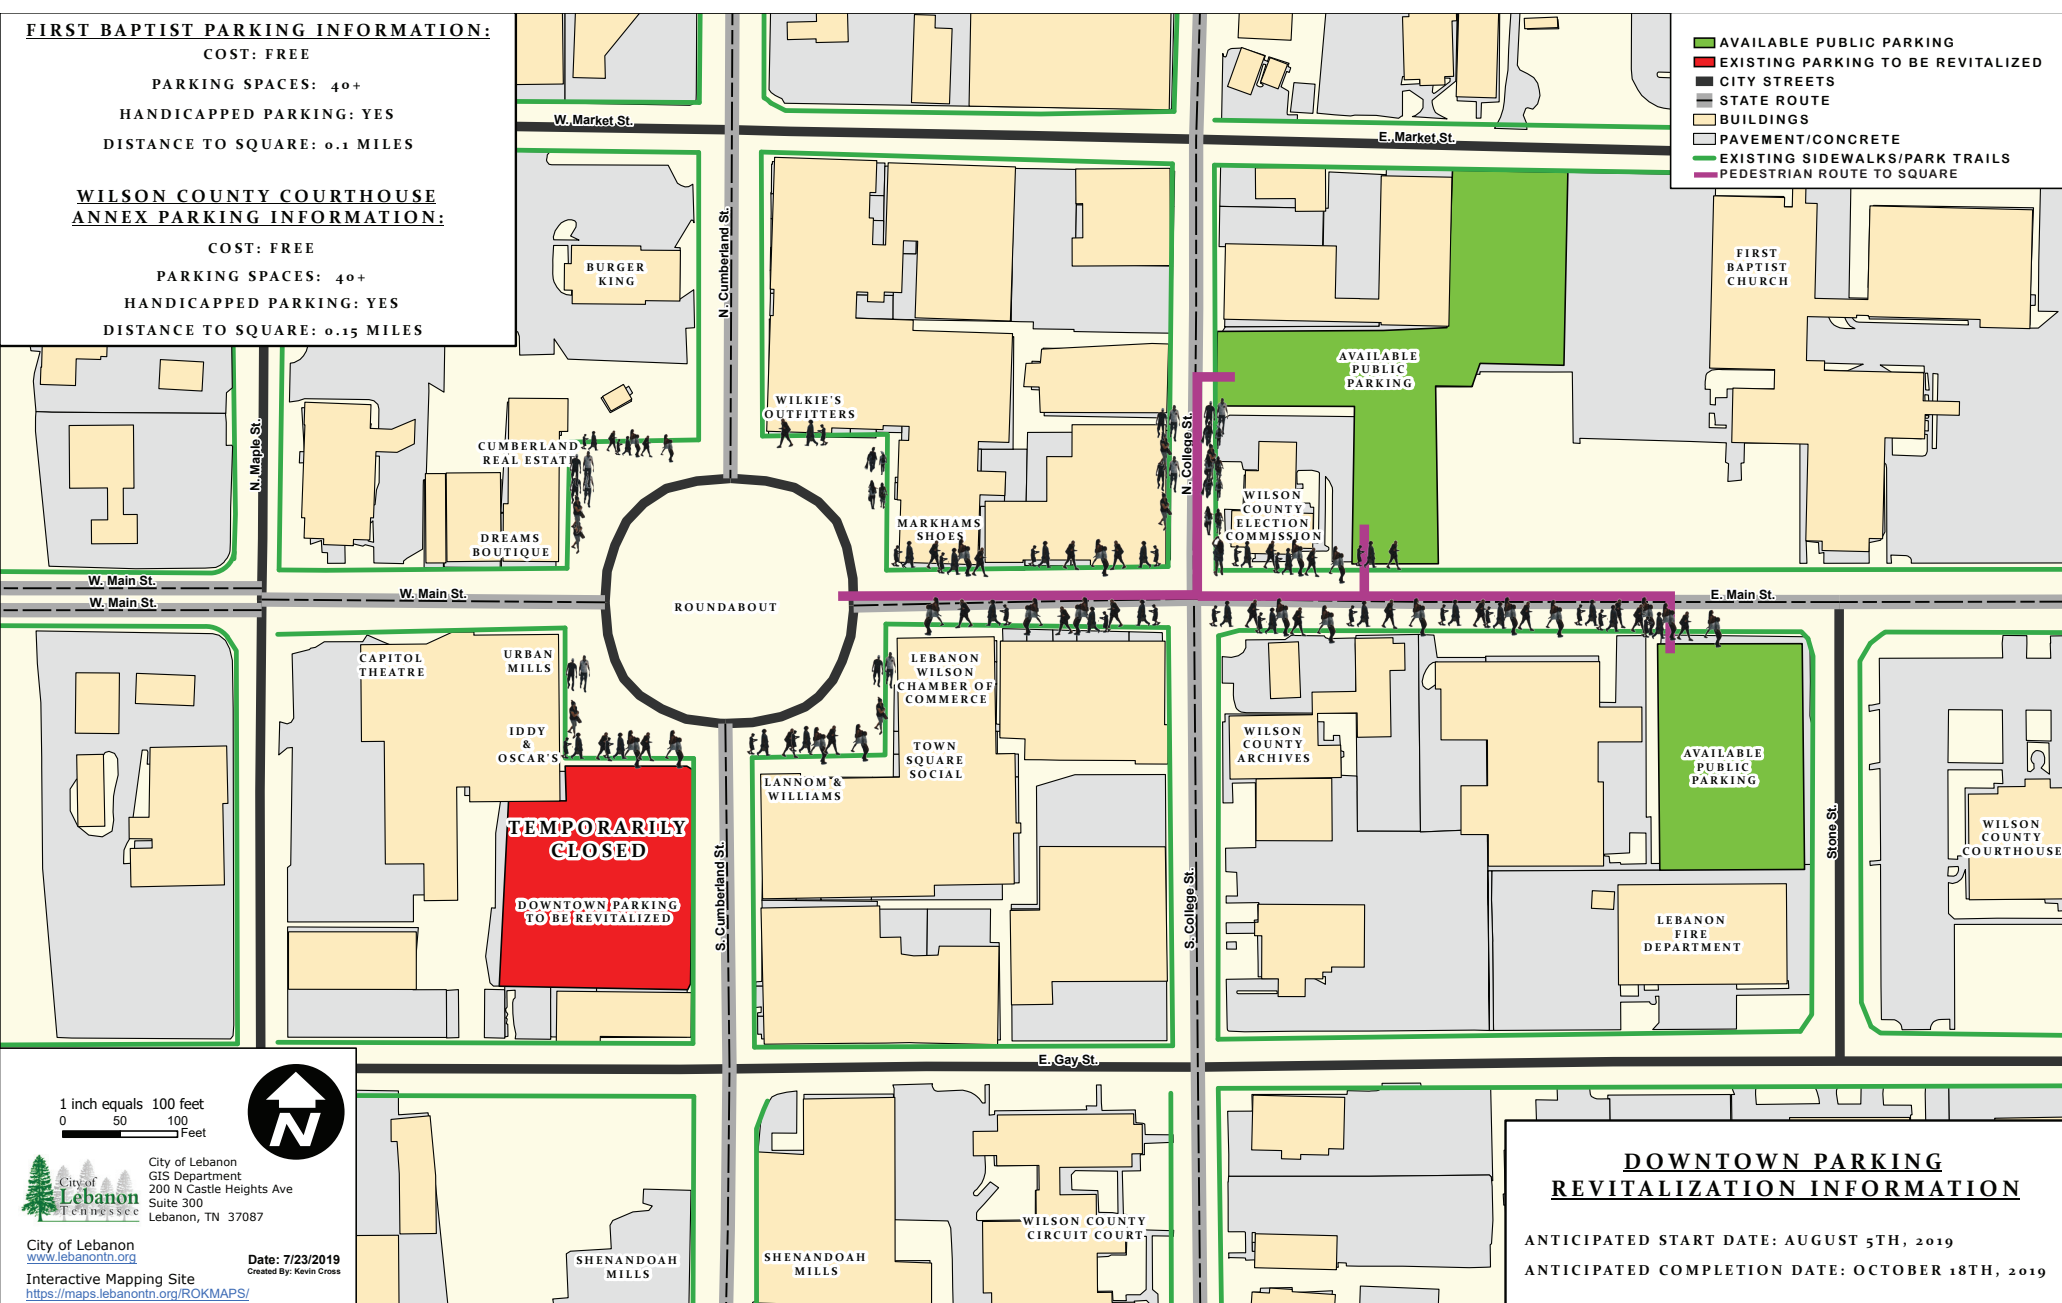 FIRST BAPTIST PARKING INFORMATION:
COST: FREE
PARKING SPACES: 40+
HANDICAPPED PARKING: YES
DISTANCE TO SQUARE: 0.1 MILES
WILSON COUNTY COURTHOUSE
ANNEX PARKING INFORMATION:
COST: FREE
PARKING SPACES: 40+
HANDICAPPED PARKING: YES
DISTANCE TO SQUARE: 0.15 MILES
AVAILABLE PUBLIC PARKING
EXISTING PARKING TO BE REVITALIZED
CITY STREETS
STATE ROUTE
BUILDINGS
PAVEMENT/CONCRETE
EXISTING SIDEWALKS/PARK TRAILS
PEDESTRIAN ROUTE TO SQUARE
W. Market St.
E. Market St.
N. Cumberland St.
BURGER
KING
FIRST
BAPTIST
CHURCH
AVAILABLE
PUBLIC
PARKING
WILKIE'S
OUTFITTERS
N. Maple St.
CUMBERLAND
REAL ESTATE
N. College St.
DREAMS
BOUTIQUE
MARKHAMS
SHOES
WILSON
COUNTY
ELECTION
COMMISSION
W. Main St.
W. Main St.
W. Main St.
ROUNDABOUT
E. Main St.
CAPITOL
THEATRE
URBAN
MILLS
LEBANON
WILSON
CHAMBER OF
COMMERCE
IDDY
&
OSCAR'S
TOWN
SQUARE
SOCIAL
WILSON
COUNTY
ARCHIVES
AVAILABLE
PUBLIC
PARKING
LANNOM &
WILLIAMS
TEMPORARILY
CLOSED
DOWNTOWN PARKING
TO BE REVITALIZED
S. Cumberland St.
S. College St.
Stone St.
WILSON
COUNTY
COURTHOUSE
LEBANON
FIRE
DEPARTMENT
E. Gay St.
WILSON COUNTY
CIRCUIT COURT
SHENANDOAH
MILLS
SHENANDOAH
MILLS
1 inch equals 100 feet
0 50 100
Feet
N
City of
Lebanon
Tennessee
City of Lebanon
GIS Department
200 N Castle Heights Ave
Suite 300
Lebanon, TN 37087
City of Lebanon
www.lebanontn.org
Date: 7/23/2019
Created By: Kevin Cross
Interactive Mapping Site
https://maps.lebanontn.org/ROKMAPS/
DOWNTOWN PARKING
REVITALIZATION INFORMATION
ANTICIPATED START DATE: AUGUST 5TH, 2019
ANTICIPATED COMPLETION DATE: OCTOBER 18TH, 2019